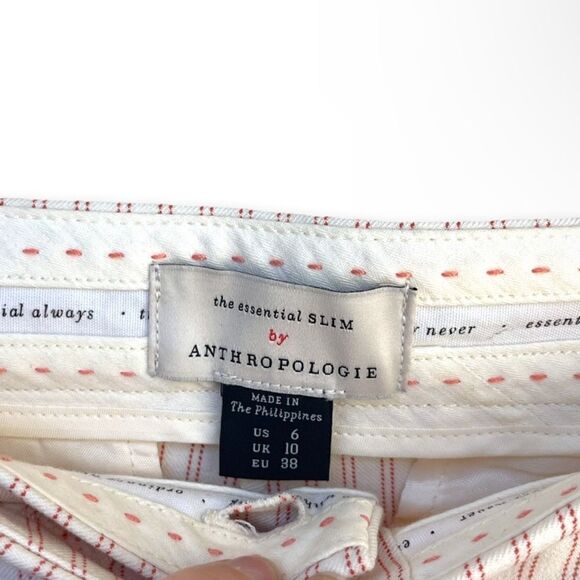 the essential SLIM
by
ANTHROPOLOGIE
ial always •
never • essent
MADE IN
The Philippines
US 6
UK 10
EU 38
never